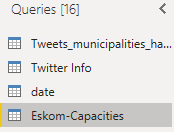 Queries [16]
Tweets_municipalities_ha...
Twitter Info
date
Eskom-Capacities